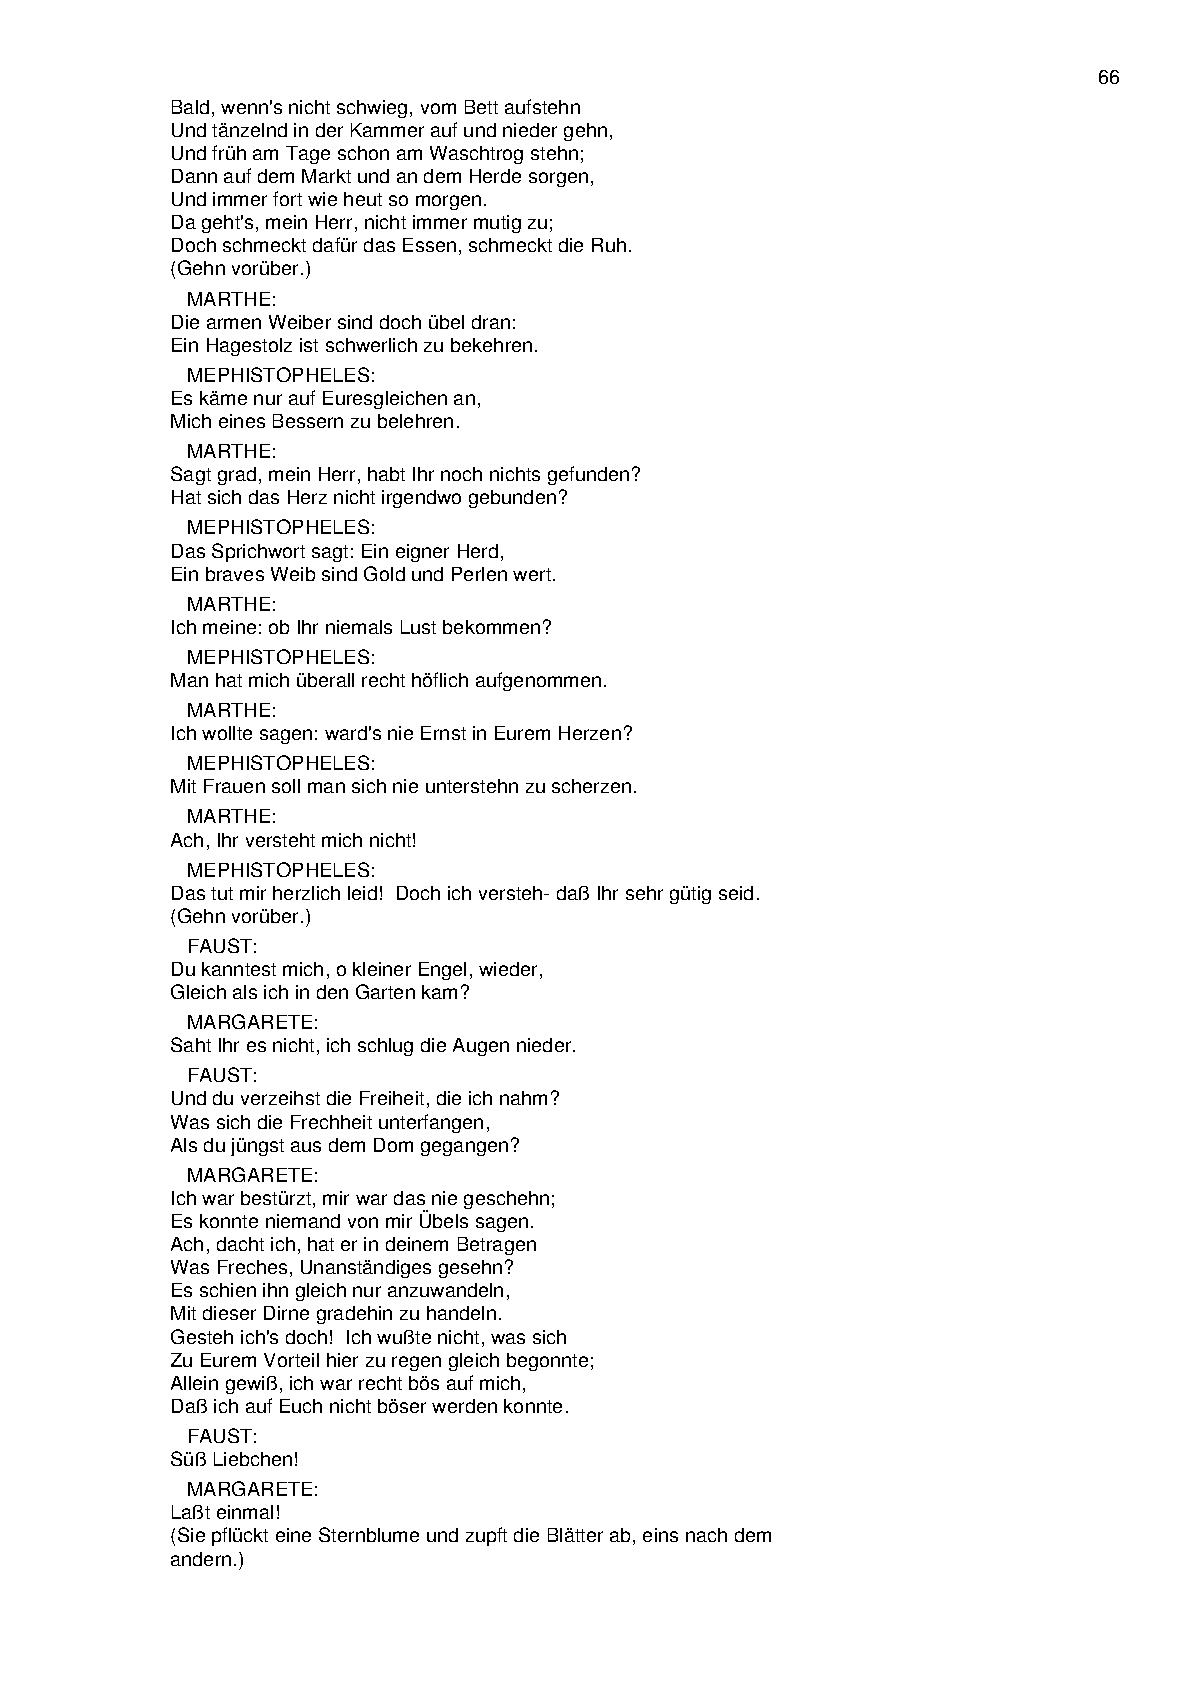 66
Bald, wenn's nicht schwieg, vom Bett aufstehn
Und tänzelnd in der Kammer auf und nieder gehn,
Und früh am Tage schon am Waschtrog stehn;
Dann auf dem Markt und an dem Herde sorgen,
Und immer fort wie heut so morgen.
Da geht's, mein Herr, nicht immer mutig zu;
Doch schmeckt dafür das Essen, schmeckt die Ruh.
(Gehn vorüber.)
MARTHE:
Die armen Weiber sind doch übel dran:
Ein Hagestolz ist schwerlich zu bekehren.
MEPHISTOPHELES:
Es käme nur auf Euresgleichen an,
Mich eines Bessern zu belehren.
MARTHE:
Sagt grad, mein Herr, habt Ihr noch nichts gefunden?
Hat sich das Herz nicht irgendwo gebunden?
MEPHISTOPHELES:
Das Sprichwort sagt: Ein eigner Herd,
Ein braves Weib sind Gold und Perlen wert.
MARTHE:
Ich meine: ob Ihr niemals Lust bekommen?
MEPHISTOPHELES:
Man hat mich überall recht höflich aufgenommen.
MARTHE:
Ich wollte sagen: ward's nie Ernst in Eurem Herzen?
MEPHISTOPHELES:
Mit Frauen soll man sich nie unterstehn zu scherzen.
MARTHE:
Ach, Ihr versteht mich nicht!
MEPHISTOPHELES:
Das tut mir herzlich leid!  Doch ich versteh- daß Ihr sehr gütig seid.
(Gehn vorüber.)
FAUST:
Du kanntest mich, o kleiner Engel, wieder,
Gleich als ich in den Garten kam?
MARGARETE:
Saht Ihr es nicht, ich schlug die Augen nieder.
FAUST:
Und du verzeihst die Freiheit, die ich nahm?
Was sich die Frechheit unterfangen,
Als du jüngst aus dem Dom gegangen?
MARGARETE:
Ich war bestürzt, mir war das nie geschehn;
Es konnte niemand von mir Übels sagen.
Ach, dacht ich, hat er in deinem Betragen
Was Freches, Unanständiges gesehn?
Es schien ihn gleich nur anzuwandeln,
Mit dieser Dirne gradehin zu handeln.
Gesteh ich's doch!  Ich wußte nicht, was sich
Zu Eurem Vorteil hier zu regen gleich begonnte;
Allein gewiß, ich war recht bös auf mich,
Daß ich auf Euch nicht böser werden konnte.
FAUST:
Süß Liebchen!
MARGARETE:
Laßt einmal!
(Sie pflückt eine Sternblume und zupft die Blätter ab, eins nach dem
andern.)